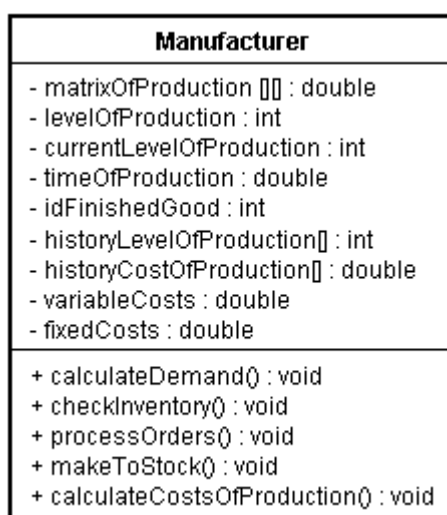 Manufacturer
- matrixOfProduction [][] : double
- levelOfProduction : int
- currentLevelOfProduction : int
- timeOfProduction : double
- idFinishedGood : int
- historyLevelOfProduction[] : int
- historyCostOfProduction[] : double
- variableCosts : double
- fixedCosts : double
+ calculateDemand() : void
+ checkInventory() : void
+ processOrders() : void
+ makeToStock() : void
+ calculateCostsOfProduction() : void